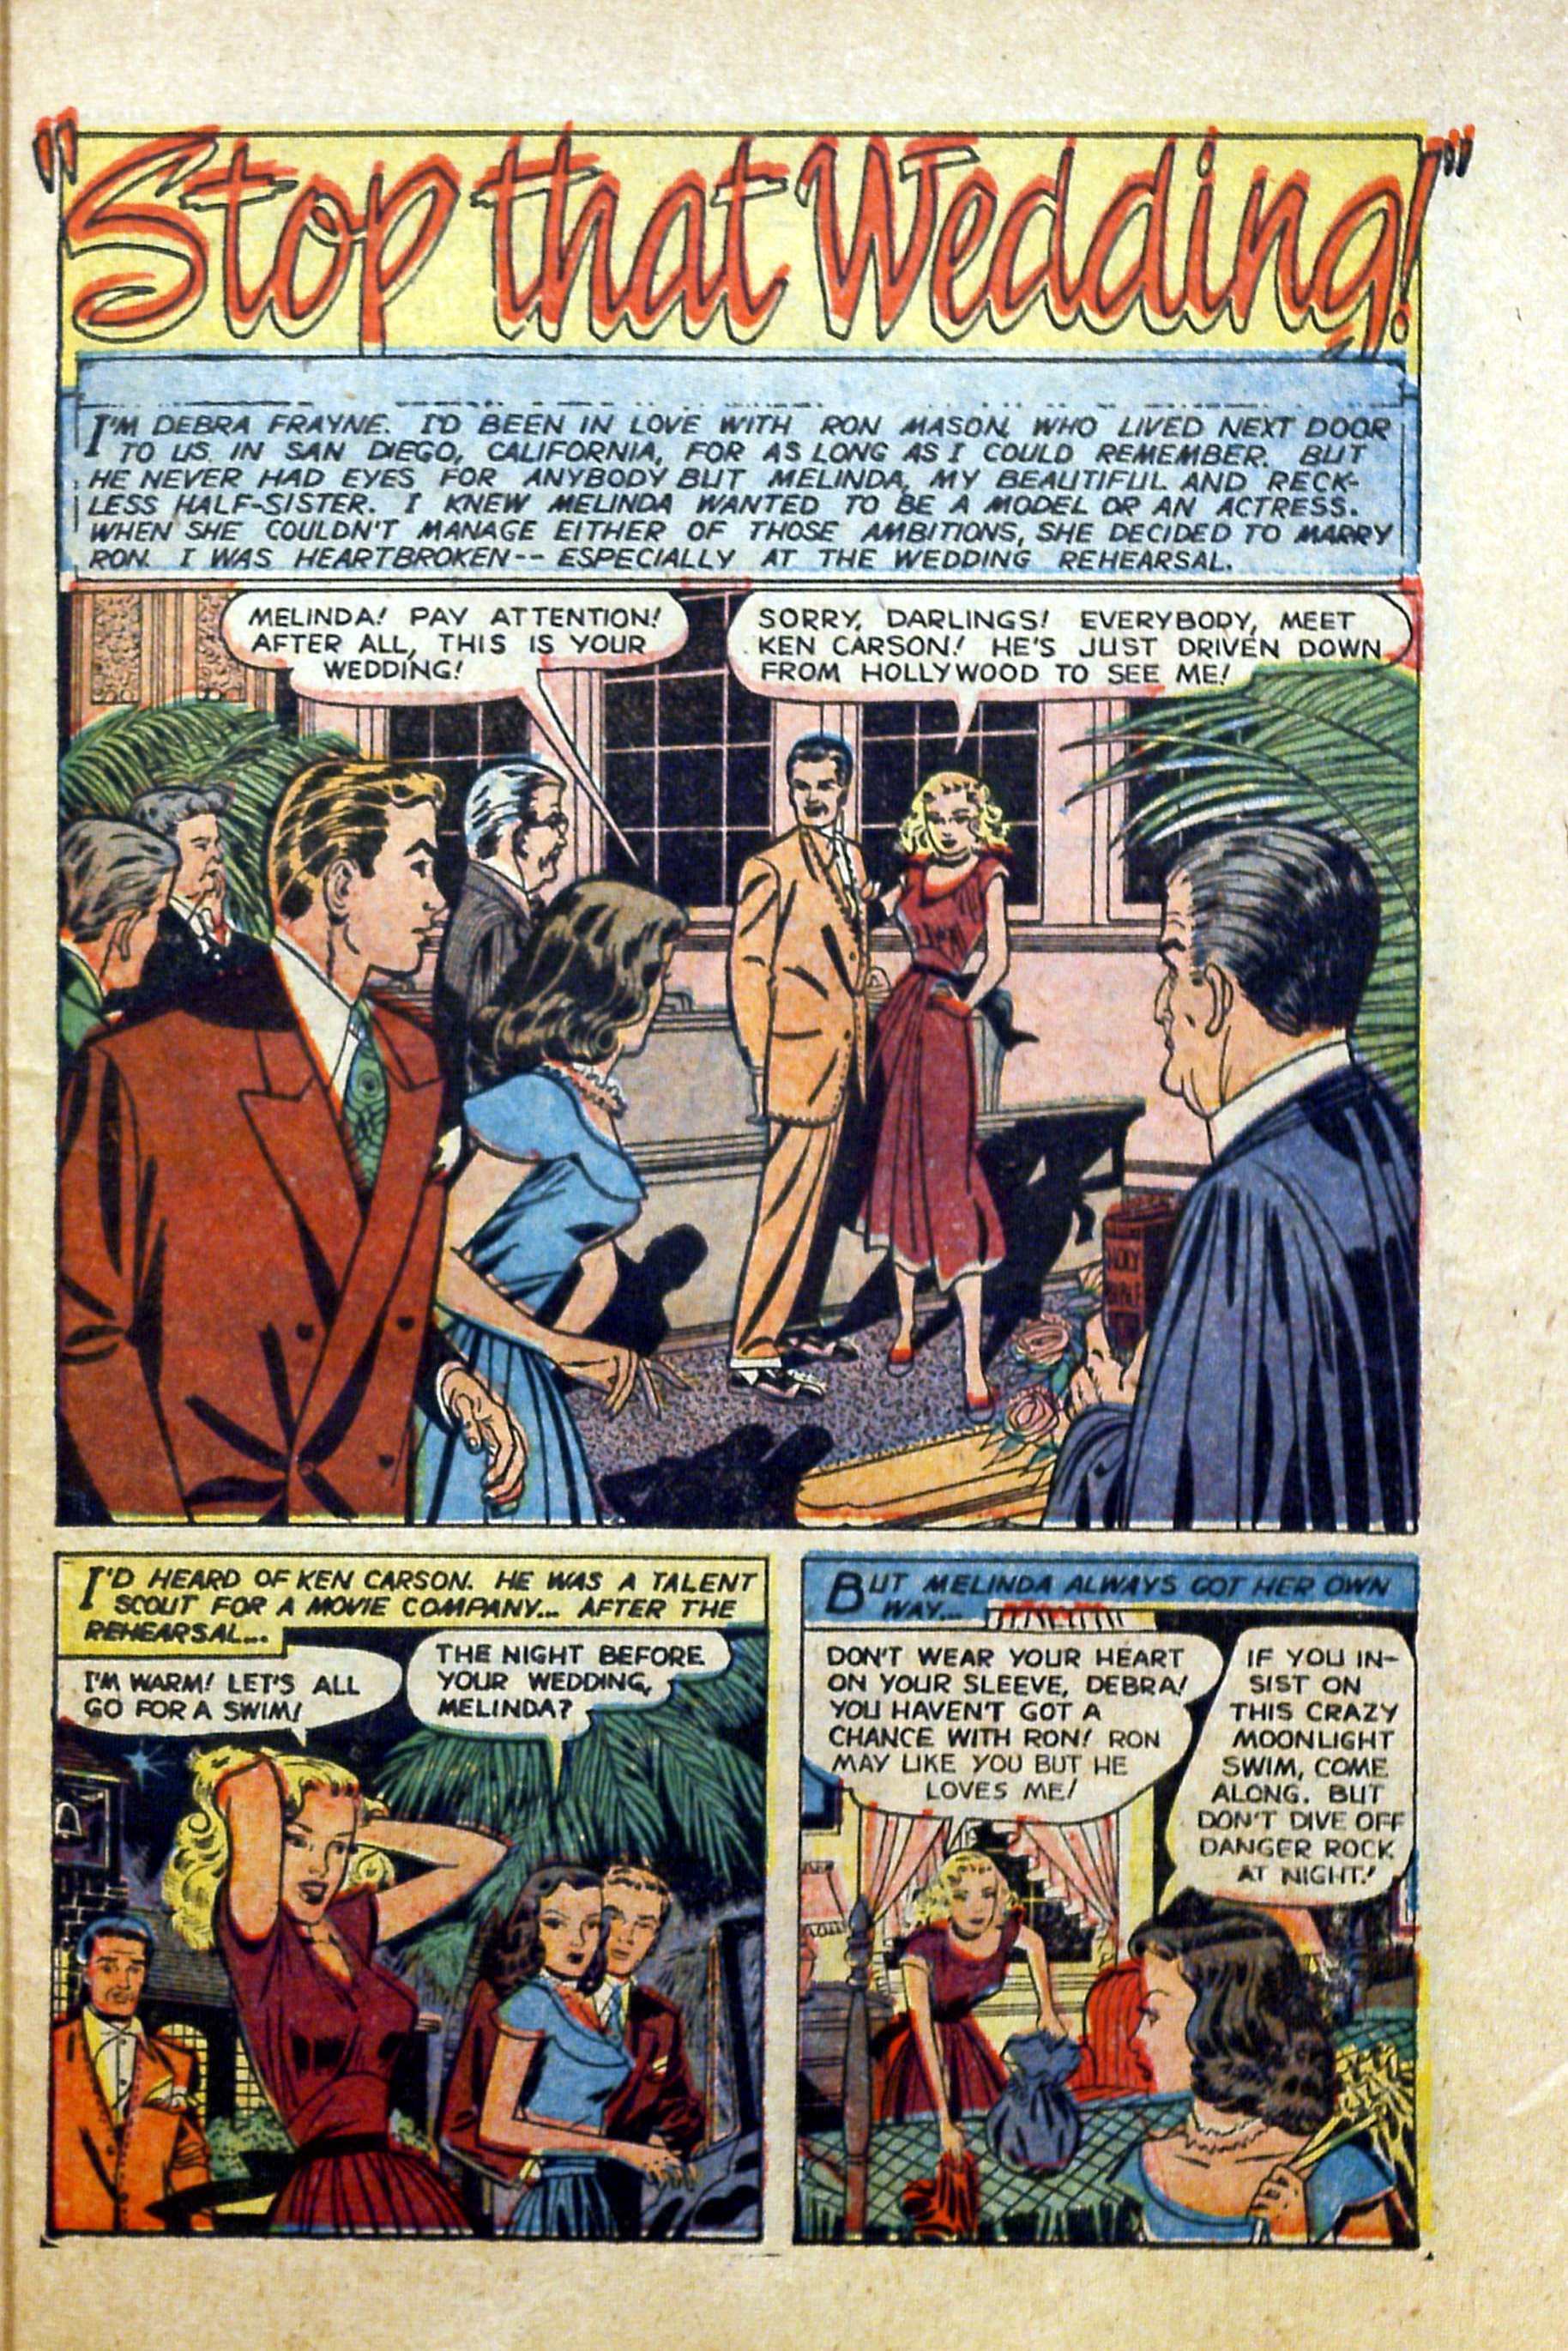 "Stop that Wedding!"
I'M DEBRA FRAYNE. I'D BEEN IN LOVE WITH RON MASON, WHO LIVED NEXT DOOR
TO US IN SAN DIEGO, CALIFORNIA, FOR AS LONG AS I COULD REMEMBER. BUT
HE NEVER HAD EYES FOR ANYBODY BUT MELINDA, MY BEAUTIFUL AND RECK-
LESS HALF-SISTER. I KNEW MELINDA WANTED TO BE A MODEL OR AN ACTRESS.
WHEN SHE COULDN'T MANAGE EITHER OF THOSE AMBITIONS, SHE DECIDED TO MARRY
RON. I WAS HEARTBROKEN-- ESPECIALLY AT THE WEDDING REHEARSAL.
MELINDA! PAY ATTENTION!
AFTER ALL, THIS IS YOUR
WEDDING!
SORRY, DARLINGS! EVERYBODY, MEET
KEN CARSON! HE'S JUST DRIVEN DOWN
FROM HOLLYWOOD TO SEE ME!
HOLY
BIBLE
I'D HEARD OF KEN CARSON. HE WAS A TALENT
SCOUT FOR A MOVIE COMPANY... AFTER THE
REHEARSAL...
I'M WARM! LET'S ALL
GO FOR A SWIM!
THE NIGHT BEFORE
YOUR WEDDING,
MELINDA?
BUT MELINDA ALWAYS GOT HER OWN
WAY...
DON'T WEAR YOUR HEART
ON YOUR SLEEVE, DEBRA!
YOU HAVEN'T GOT A
CHANCE WITH RON! RON
MAY LIKE YOU BUT HE
LOVES ME!
IF YOU IN-
SIST ON
THIS CRAZY
MOONLIGHT
SWIM, COME
ALONG. BUT
DON'T DIVE OFF
DANGER ROCK
AT NIGHT!